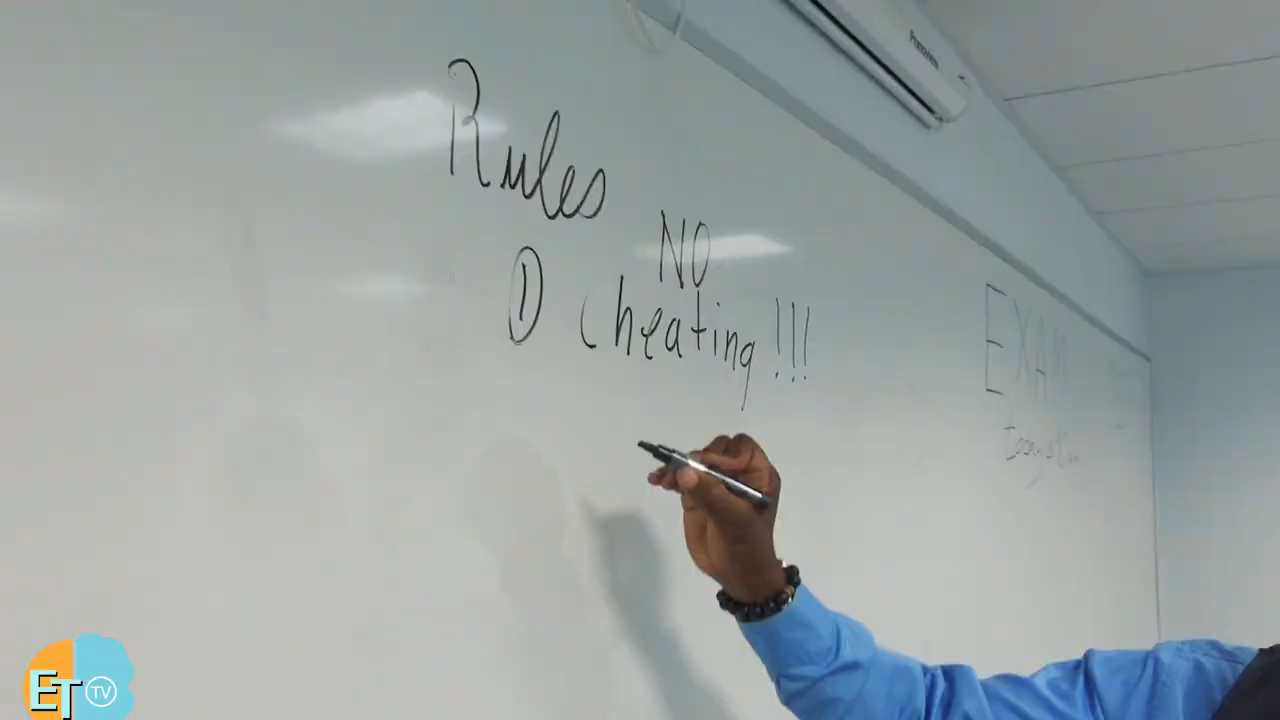 Rules
NO
① Cheating!!!
EXAM
ET
TV